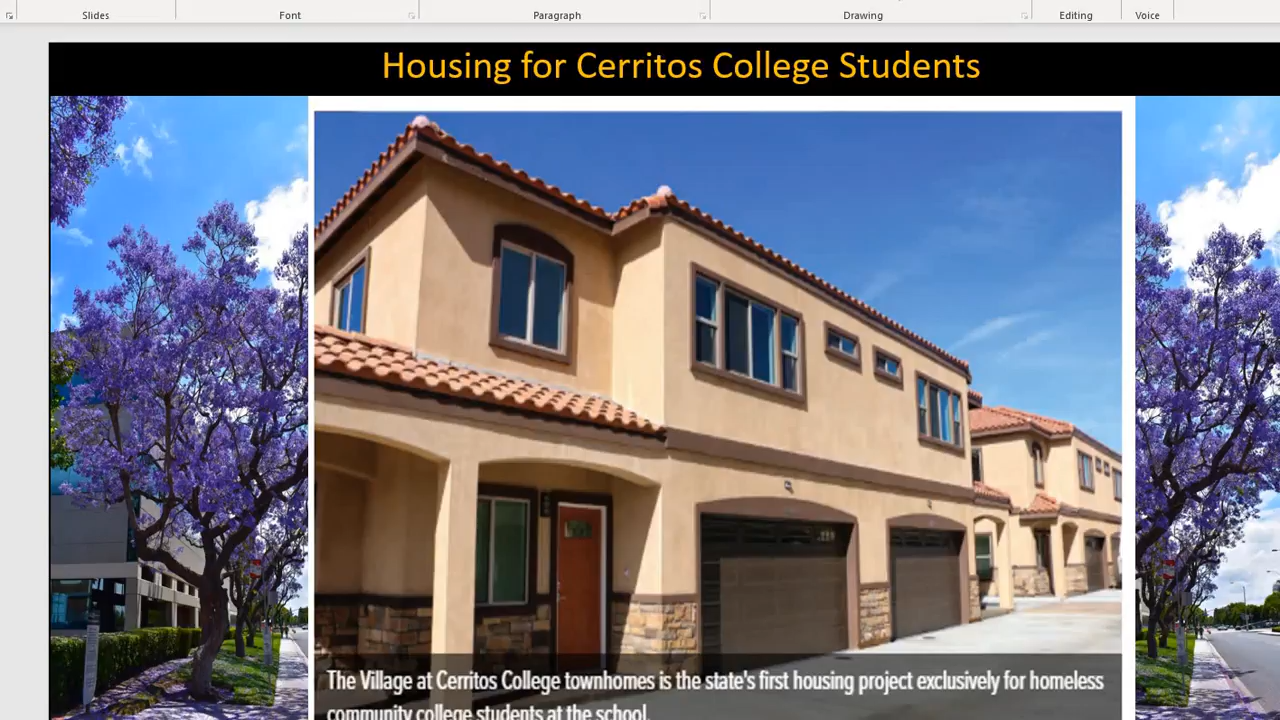 Slides Font Paragraph Drawing Editing Voice
Housing for Cerritos College Students
The Village at Cerritos College townhomes is the state's first housing project exclusively for homeless
community college students at the school.